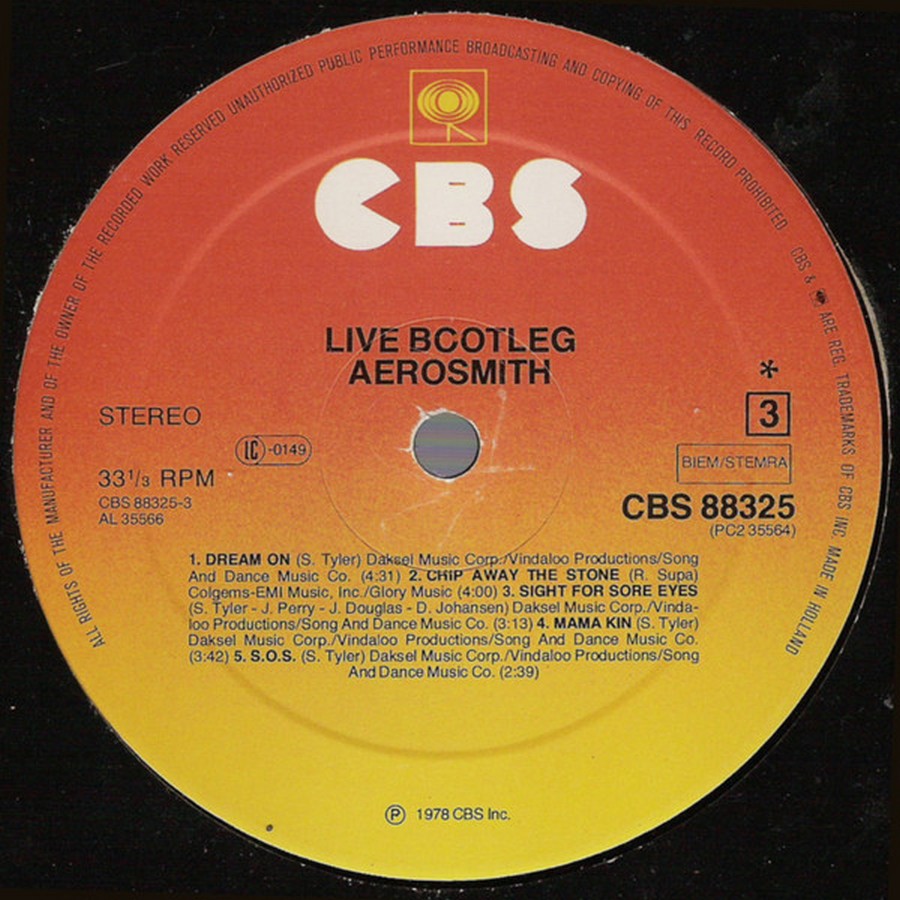 ALL RIGHTS OF THE MANUFACTURER AND OF THE OWNER OF THE RECORDED WORK RESERVED UNAUTHORIZED PUBLIC PERFORMANCE BROADCASTING AND COPYING OF THIS RECORD PROHIBITED
CBS & ARE REG. TRADEMARKS OF CBS INC MADE IN HOLLAND
CBS
LIVE BCOTLEG
AEROSMITH
STEREO
LC-0149
33 1/3 RPM
CBS 88325-3
AL 35566
*
3
BIEM/STEMRA
CBS 88325
(PC2 35564)
1. DREAM ON (S. Tyler) Daksel Music Corp./Vindaloo Productions/Song
And Dance Music Co. (4:31) 2. CHIP AWAY THE STONE (R. Supa)
Colgems-EMI Music, Inc./Glory Music (4:00) 3. SIGHT FOR SORE EYES
(S. Tyler - J. Perry - J. Douglas - D. Johansen) Daksel Music Corp./Vinda-
loo Productions/Song And Dance Music Co. (3:13) 4. MAMA KIN (S. Tyler)
Daksel Music Corp./Vindaloo Productions/Song And Dance Music Co.
(3:42) 5. S.O.S. (S. Tyler) Daksel Music Corp./Vindaloo Productions/Song
And Dance Music Co. (2:39)
℗ 1978 CBS Inc.